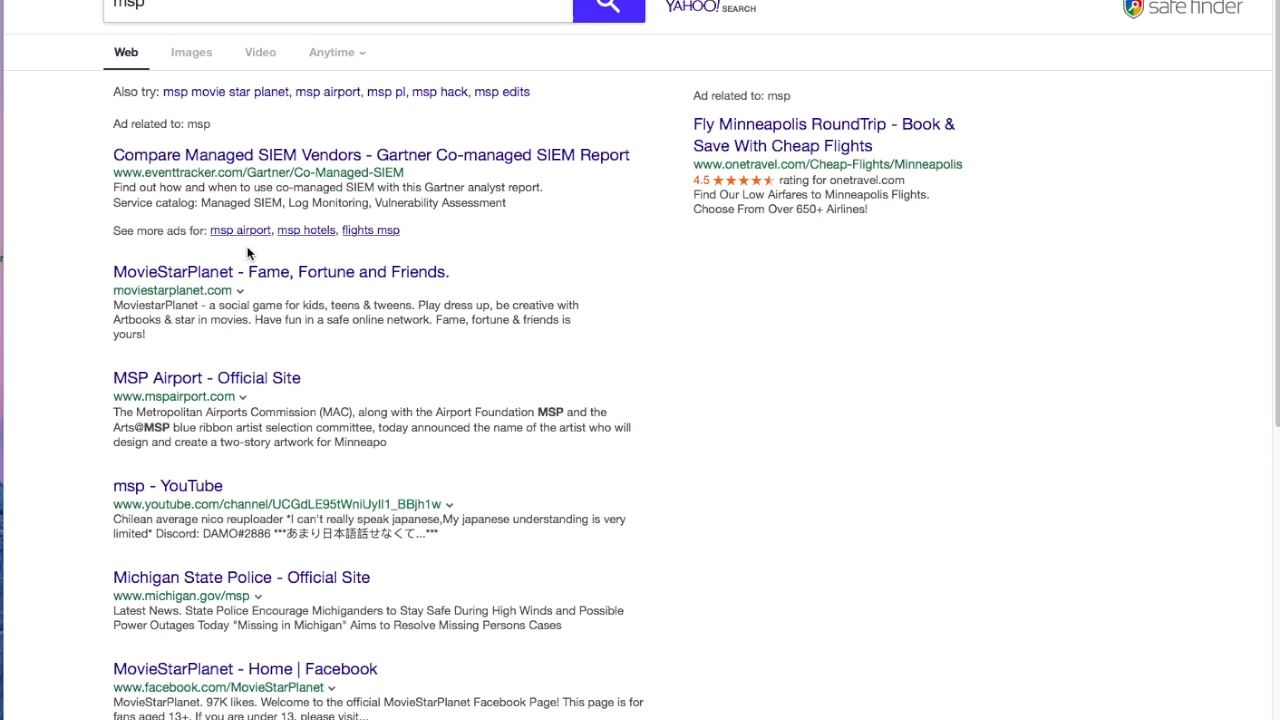 msp
YAHOO! SEARCH
safe finder
Web
Images
Video
Anytime
Also try: msp movie star planet, msp airport, msp pl, msp hack, msp edits
Ad related to: msp
Compare Managed SIEM Vendors - Gartner Co-managed SIEM Report
www.eventtracker.com/Gartner/Co-Managed-SIEM
Find out how and when to use co-managed SIEM with this Gartner analyst report.
Service catalog: Managed SIEM, Log Monitoring, Vulnerability Assessment
See more ads for: msp airport, msp hotels, flights msp
MovieStarPlanet - Fame, Fortune and Friends.
moviestarplanet.com
MoviestarPlanet - a social game for kids, teens & tweens. Play dress up, be creative with
Artbooks & star in movies. Have fun in a safe online network. Fame, fortune & friends is
yours!
MSP Airport - Official Site
www.mspairport.com
The Metropolitan Airports Commission (MAC), along with the Airport Foundation MSP and the
Arts@MSP blue ribbon artist selection committee, today announced the name of the artist who will
design and create a two-story artwork for Minneapo
msp - YouTube
www.youtube.com/channel/UCGdLE95tWniUyII1_BBjh1w
Chilean average nico reuploader *I can't really speak japanese,My japanese understanding is very
limited* Discord: DAMO#2886 ***あまり日本語話せなくて...***
Michigan State Police - Official Site
www.michigan.gov/msp
Latest News. State Police Encourage Michiganders to Stay Safe During High Winds and Possible
Power Outages Today "Missing in Michigan" Aims to Resolve Missing Persons Cases
MovieStarPlanet - Home | Facebook
www.facebook.com/MovieStarPlanet
MovieStarPlanet. 97K likes. Welcome to the official MovieStarPlanet Facebook Page! This page is for
fans aged 13+. If you are under 13, please visit...
Ad related to: msp
Fly Minneapolis RoundTrip - Book &
Save With Cheap Flights
www.onetravel.com/Cheap-Flights/Minneapolis
4.5 ★★★★★ rating for onetravel.com
Find Our Low Airfares to Minneapolis Flights.
Choose From Over 650+ Airlines!